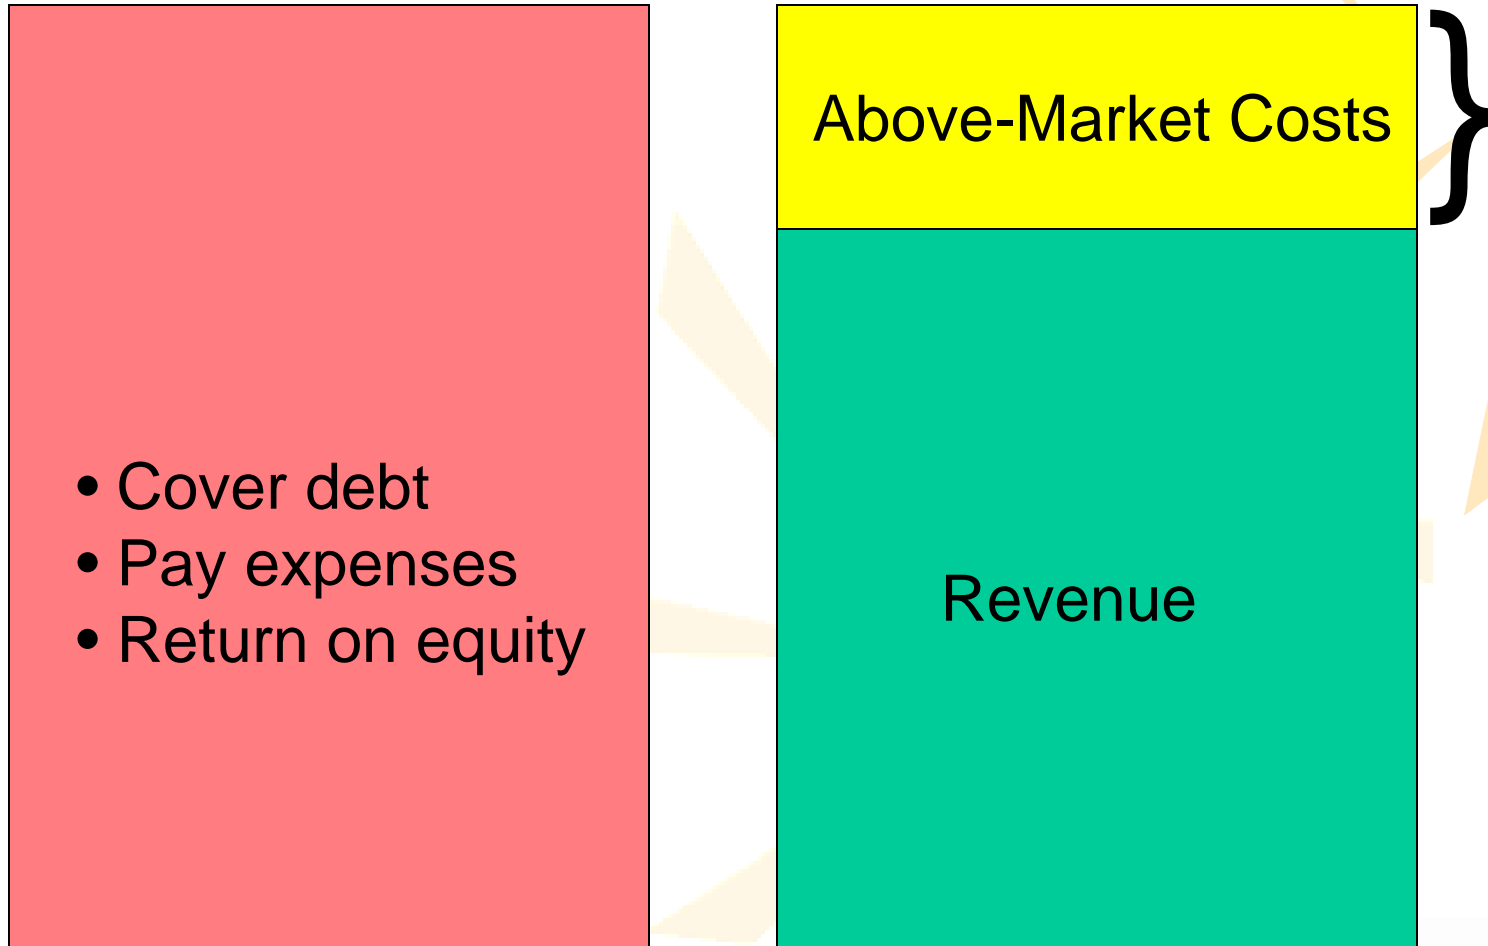 Above-Market Costs
}
• Cover debt
• Pay expenses
• Return on equity
Revenue